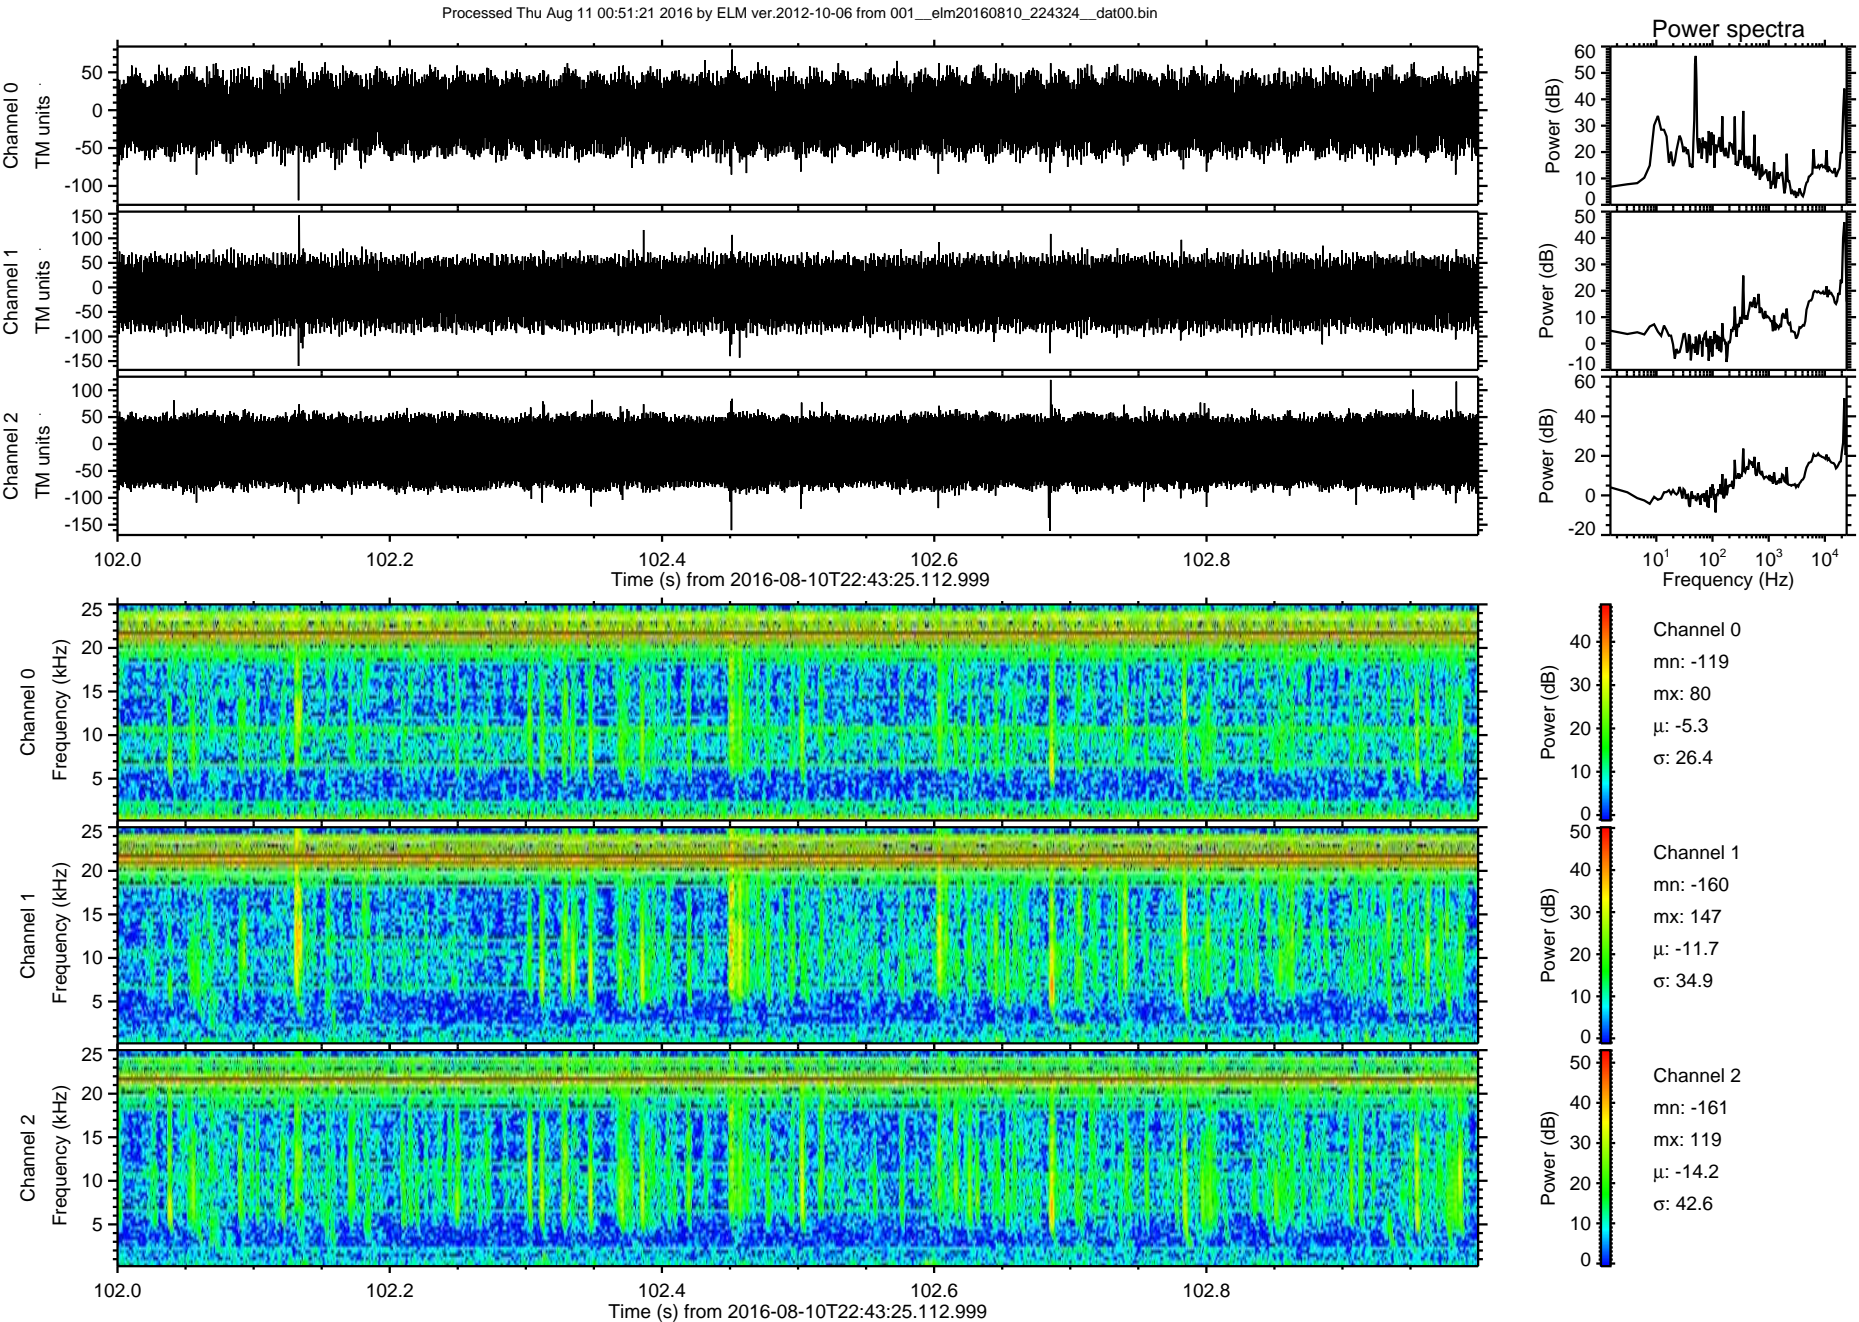 Processed Thu Aug 11 00:51:21 2016 by ELM ver.2012-10-06 from 001__elm20160810_224324__dat00.bin
Power spectra
Channel 0
TM units
50
0
-50
-100
Power (dB)
60
50
40
30
20
10
0
Channel 1
TM units
150
100
50
0
-50
-100
-150
Power (dB)
50
40
30
20
10
0
-10
Channel 2
TM units
100
50
0
-50
-100
-150
Power (dB)
60
40
20
0
-20
102.0 102.2 102.4 102.6 102.8
Time (s) from 2016-08-10T22:43:25.112.999
10¹ 10² 10³ 10⁴
Frequency (Hz)
Channel 0
Frequency (kHz)
25
20
15
10
5
Power (dB)
40
30
20
10
0
Channel 0
mn: -119
mx: 80
μ: -5.3
σ: 26.4
Channel 1
Frequency (kHz)
25
20
15
10
5
Power (dB)
50
40
30
20
10
0
Channel 1
mn: -160
mx: 147
μ: -11.7
σ: 34.9
Channel 2
Frequency (kHz)
25
20
15
10
5
Power (dB)
50
40
30
20
10
0
Channel 2
mn: -161
mx: 119
μ: -14.2
σ: 42.6
102.0 102.2 102.4 102.6 102.8
Time (s) from 2016-08-10T22:43:25.112.999